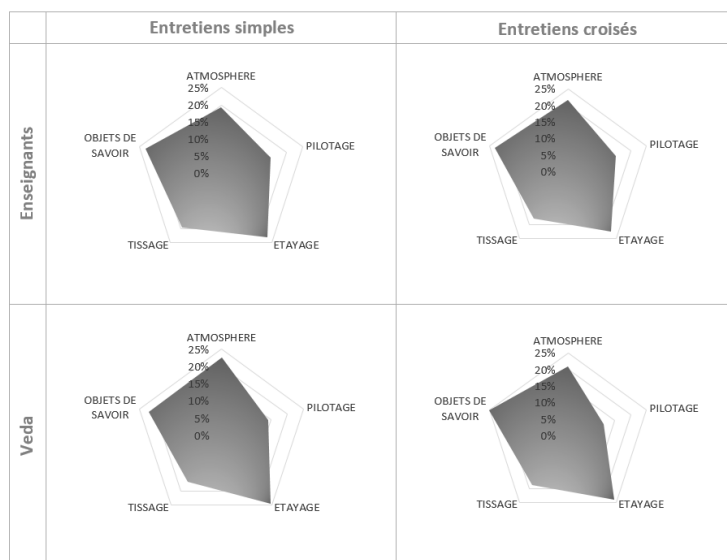 Entretiens simples
Entretiens croisés
Enseignants
ATMOSPHERE
25%
20%
15%
10%
5%
0%
PILOTAGE
ETAYAGE
TISSAGE
OBJETS DE
SAVOIR
ATMOSPHERE
25%
20%
15%
10%
5%
0%
PILOTAGE
ETAYAGE
TISSAGE
OBJETS DE
SAVOIR
Veda
ATMOSPHERE
25%
20%
15%
10%
5%
0%
PILOTAGE
ETAYAGE
TISSAGE
OBJETS DE
SAVOIR
ATMOSPHERE
25%
20%
15%
10%
5%
0%
PILOTAGE
ETAYAGE
TISSAGE
OBJETS DE
SAVOIR